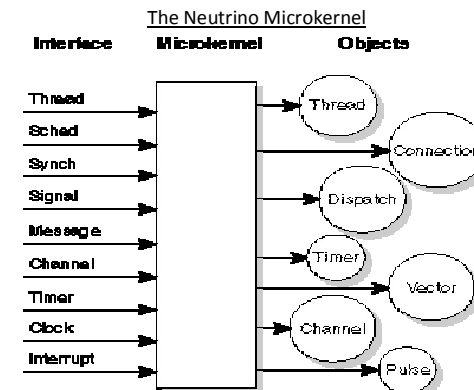 The Neutrino Microkernel
Interface Microkernel Objects
Thread
Sched
Synch
Signal
Message
Channel
Timer
Clock
Interrupt
Thread
Connection
Dispatch
Timer
Vector
Channel
Pulse